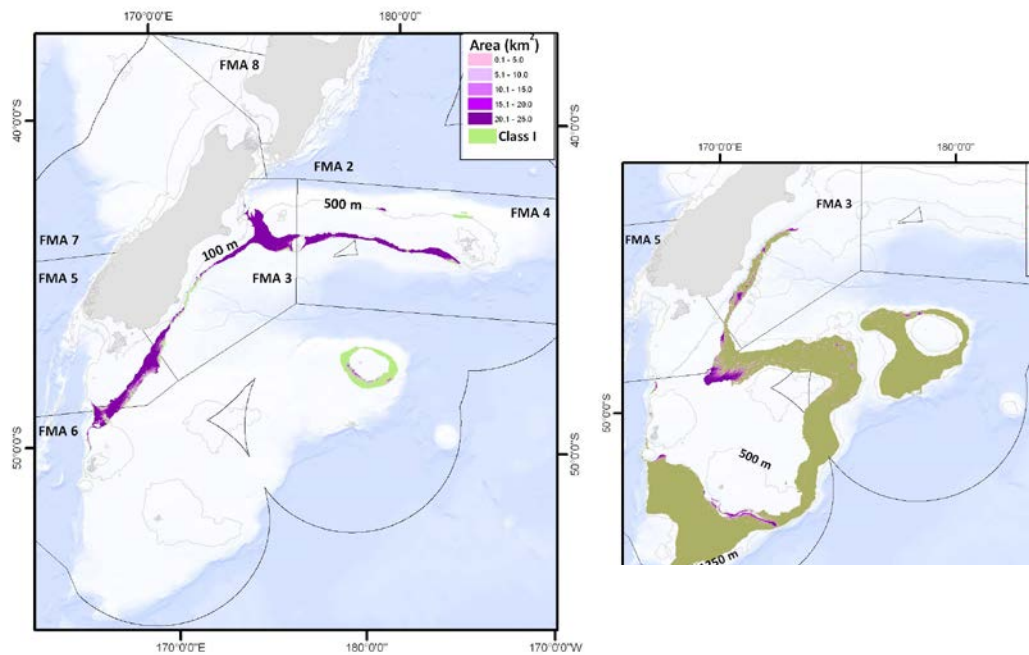 170°0'0"E
180°0'0"
Area (km²)
0.1 - 5.0
5.1 - 10.0
10.1 - 15.0
15.1 - 20.0
20.1 - 25.0
Class I
FMA 8
40°0'0"S
40°0'0"S
FMA 2
500 m
FMA 4
FMA 7
100 m
FMA 5
FMA 3
FMA 6
50°0'0"S
50°0'0"S
170°0'0"E
180°0'0"
170°0'0"W
170°0'0"E
180°0'0"
FMA 3
FMA 5
50°0'0"S
500 m